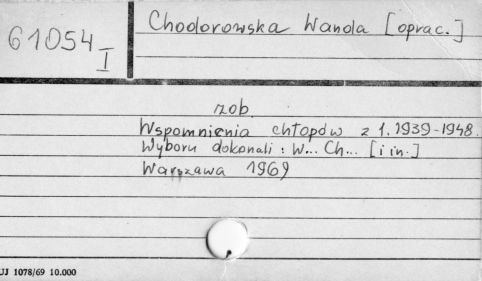 61054
I
Chodorowska Wanda [oprac.]
zob.
Wspomnienia chłopów z l. 1939-1948.
Wyboru dokonali: W... Ch... [i in.]
Warszawa 1969
UJ 1078/69 10.000